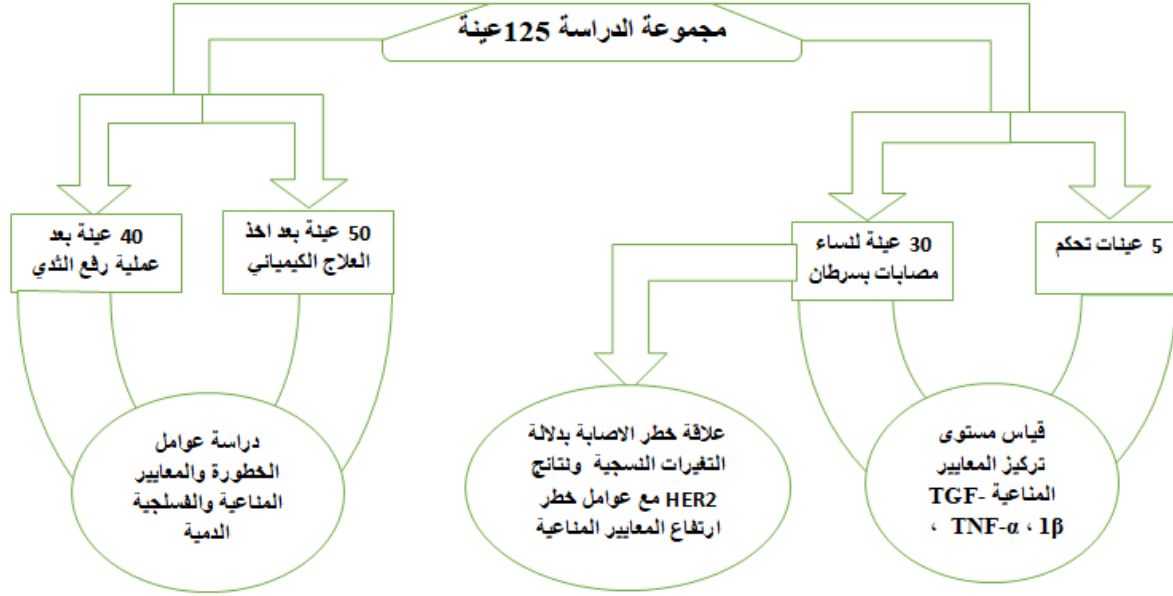 مجموعة الدراسة 125عينة
5 عينات تحكم
30 عينة لنساء
مصابات بسرطان
50 عينة بعد اخذ
العلاج الكيميائي
40 عينة بعد
عملية رفع الثدي
قياس مستوى
تركيز المعايير
المناعية TGF-
1β ، TNF-α ،
علاقة خطر الاصابة بدلالة
التغيرات النسجية ونتائج
HER2 مع عوامل خطر
ارتفاع المعايير المناعية
دراسة عوامل
الخطورة والمعايير
المناعية والفسلجية
الدمية